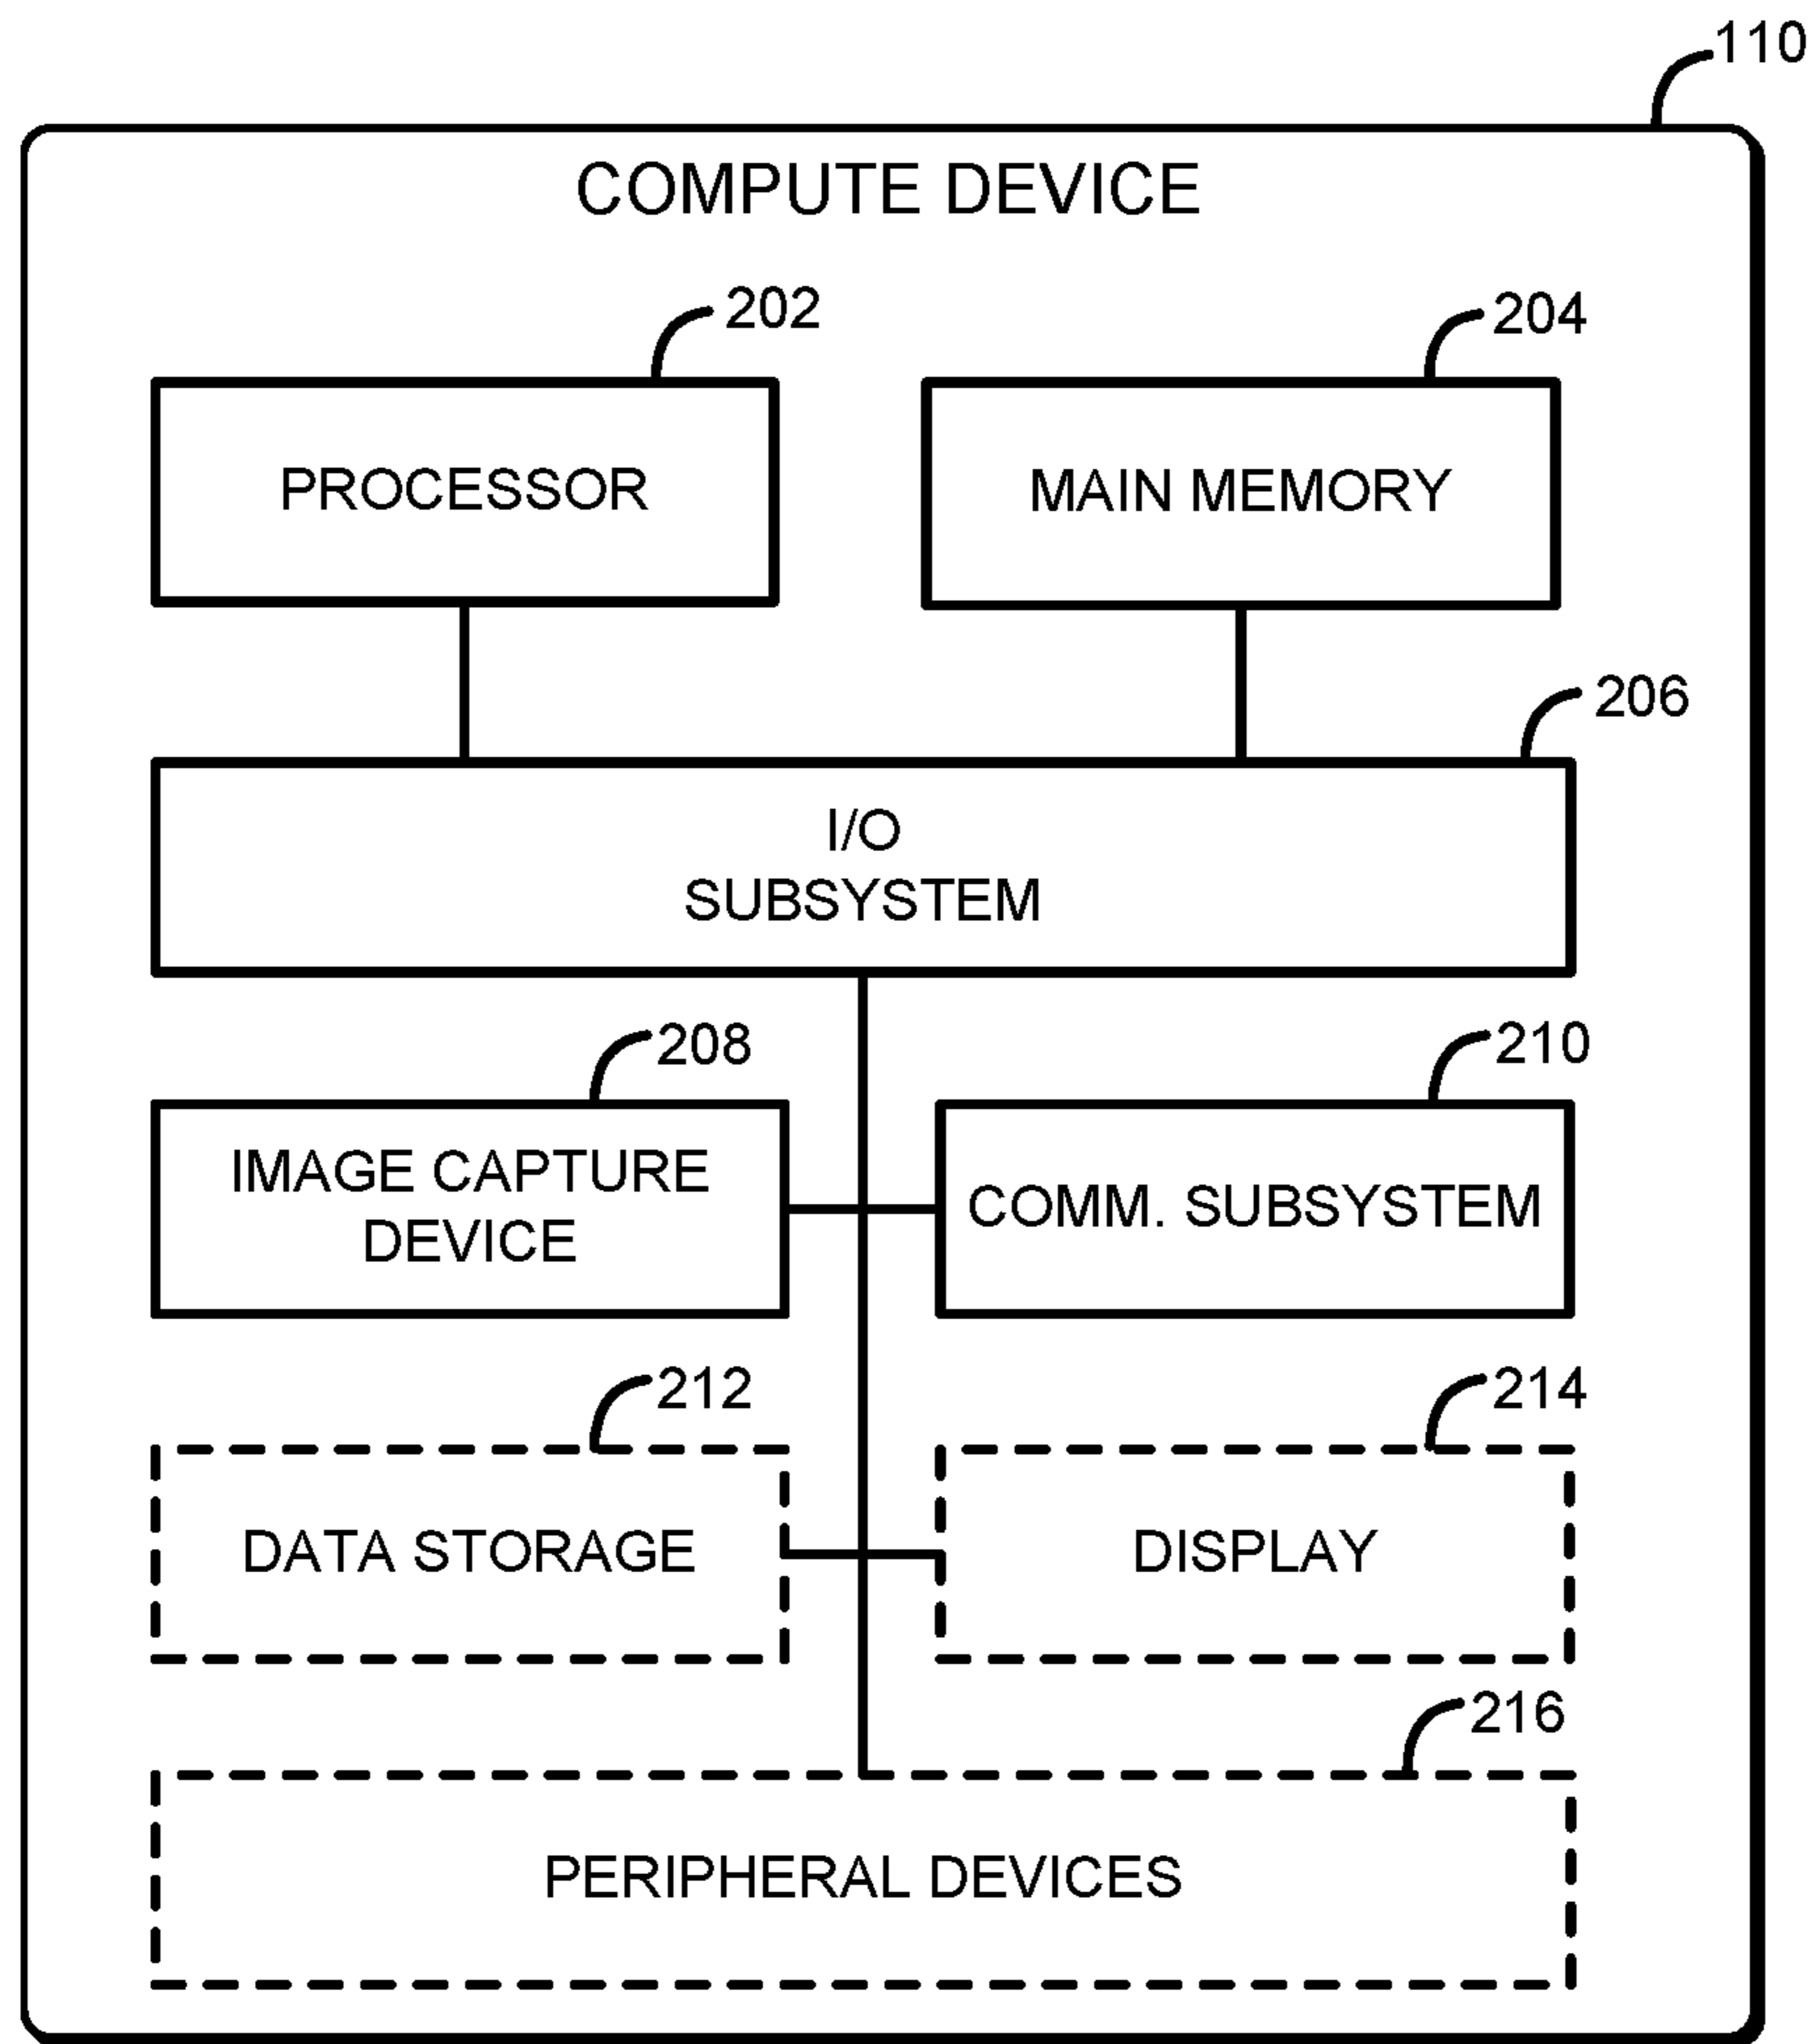 110
COMPUTE DEVICE
202
204
PROCESSOR
MAIN MEMORY
206
I/O
SUBSYSTEM
208
210
IMAGE CAPTURE
DEVICE
COMM. SUBSYSTEM
212
214
DATA STORAGE
DISPLAY
216
PERIPHERAL DEVICES